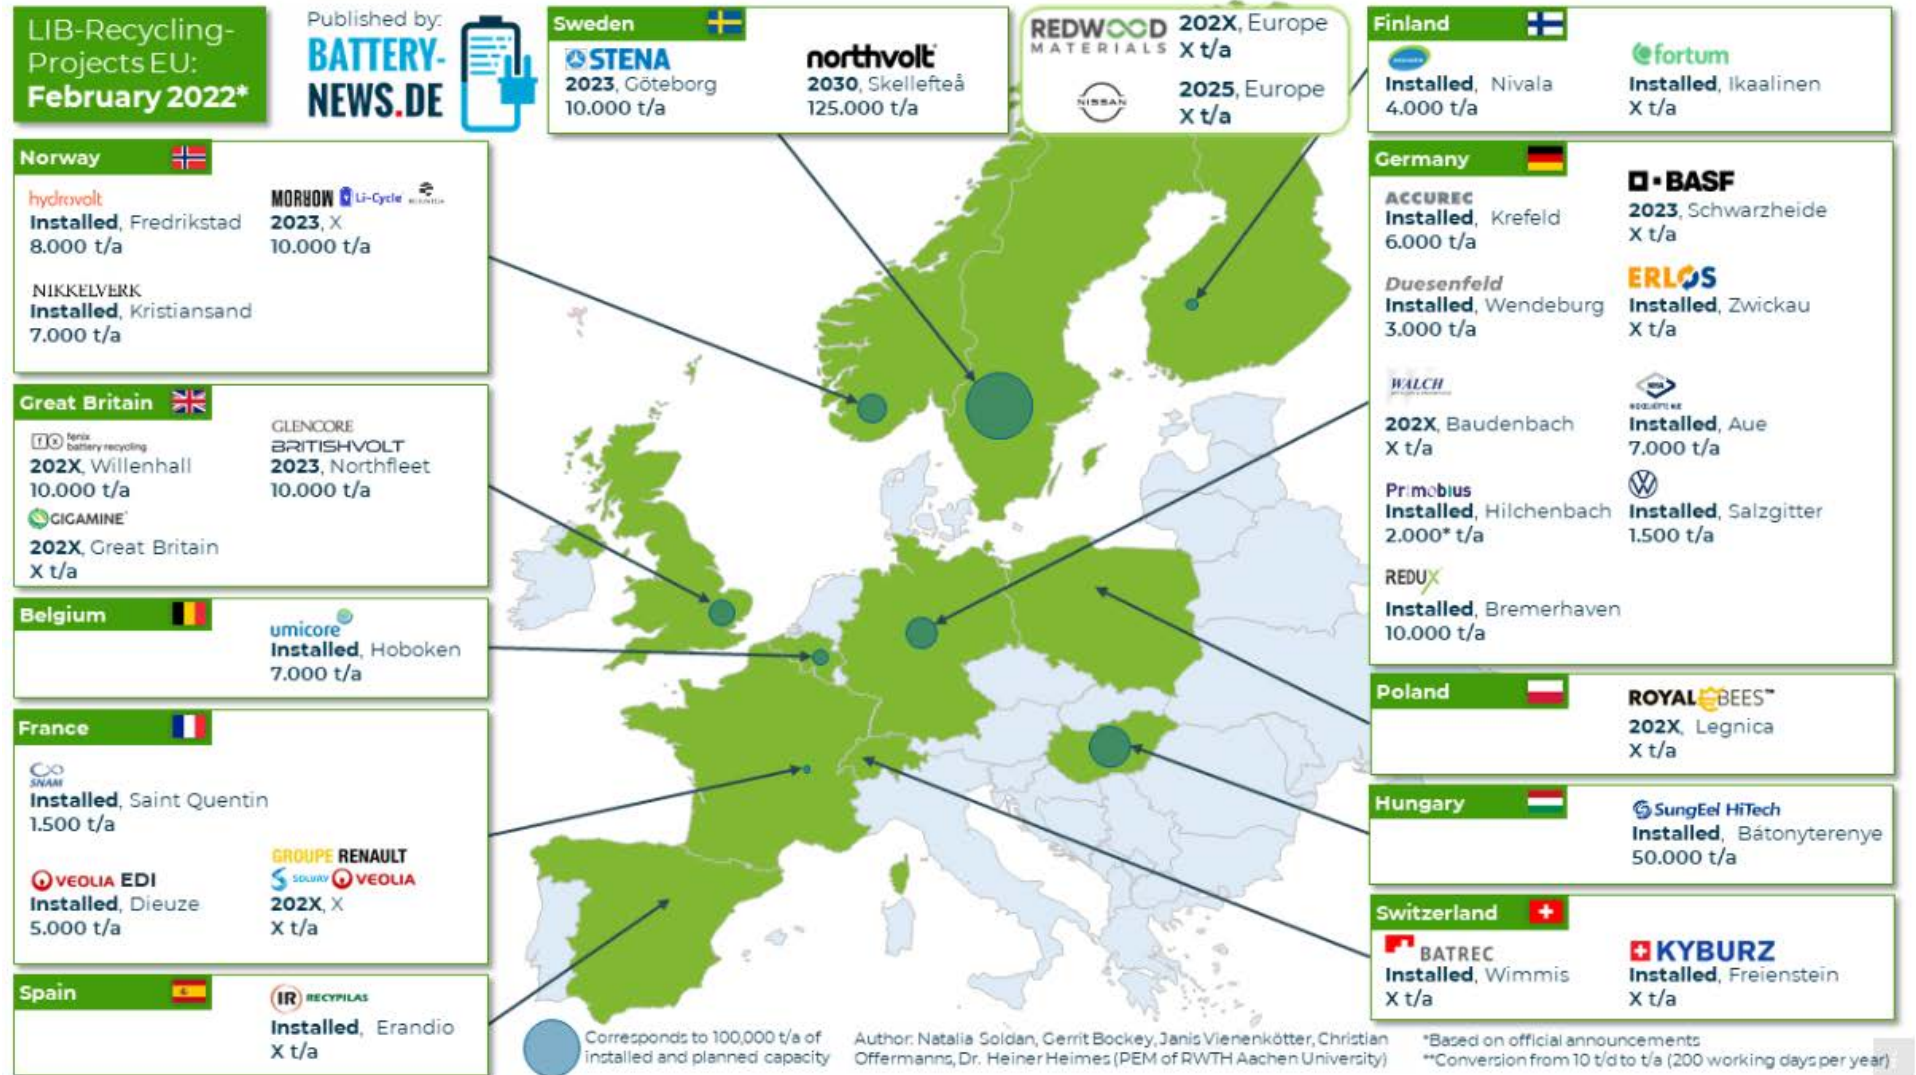 LIB-Recycling-
Projects EU:
February 2022*
Published by:
BATTERY-
NEWS.DE
Sweden
STENA
2023, Göteborg
10.000 t/a
northvolt
2030, Skellefteå
125.000 t/a
REDWOOD
MATERIALS
202X, Europe
X t/a
NISSAN
2025, Europe
X t/a
Finland
Installed, Nivala
4.000 t/a
fortum
Installed, Ikaalinen
X t/a
Norway
hydrovolt
Installed, Fredrikstad
8.000 t/a
MORROW Li-Cycle
2023, X
10.000 t/a
NIKKELVERK
Installed, Kristiansand
7.000 t/a
Great Britain
fenix
battery recycling
202X, Willenhall
10.000 t/a
GLENCORE
BRITISHVOLT
2023, Northfleet
10.000 t/a
GIGAMINE
202X, Great Britain
X t/a
Belgium
umicore
Installed, Hoboken
7.000 t/a
France
SNAM
Installed, Saint Quentin
1.500 t/a
VEOLIA EDI
Installed, Dieuze
5.000 t/a
GROUPE RENAULT
SOLVAY VEOLIA
202X, X
X t/a
Spain
IR RECYPILAS
Installed, Erandio
X t/a
Germany
ACCUREC
Installed, Krefeld
6.000 t/a
BASF
2023, Schwarzheide
X t/a
Duesenfeld
Installed, Wendeburg
3.000 t/a
ERLOS
Installed, Zwickau
X t/a
WALCH
202X, Baudenbach
X t/a
Installed, Aue
7.000 t/a
Primobius
Installed, Hilchenbach
2.000* t/a
VW
Installed, Salzgitter
1.500 t/a
REDUX
Installed, Bremerhaven
10.000 t/a
Poland
ROYAL BEES™
202X, Legnica
X t/a
Hungary
SungEel HiTech
Installed, Bátonyterenye
50.000 t/a
Switzerland
BATREC
Installed, Wimmis
X t/a
KYBURZ
Installed, Freienstein
X t/a
Corresponds to 100,000 t/a of
installed and planned capacity
Author: Natalia Soldan, Gerrit Bockey, Janis Vienenkötter, Christian
Offermanns, Dr. Heiner Heimes (PEM of RWTH Aachen University)
*Based on official announcements
**Conversion from 10 t/d to t/a (200 working days per year)